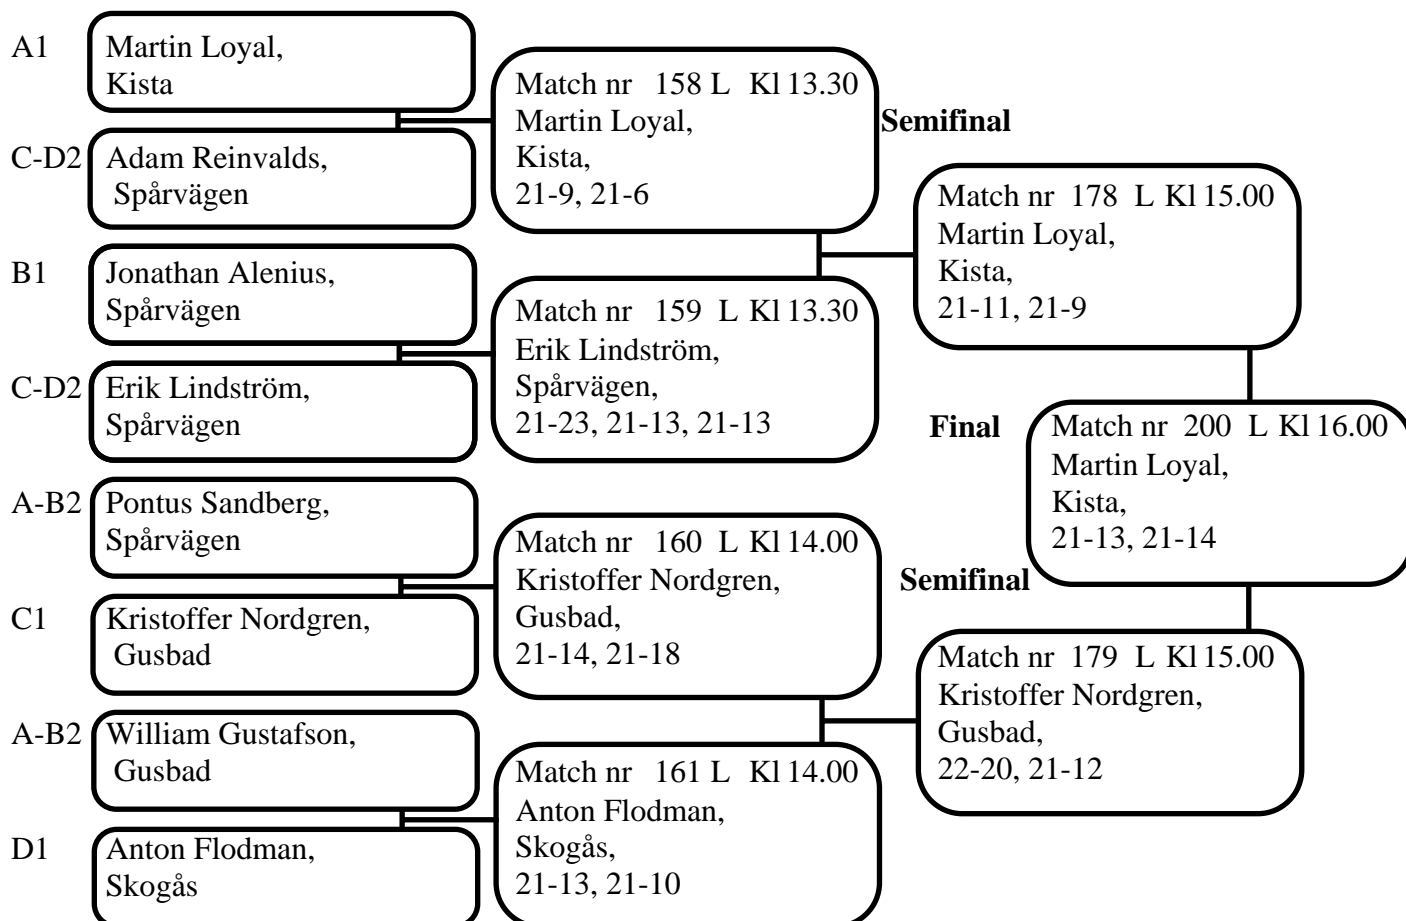 A1
Martin Loyal,
Kista
C-D2
Adam Reinvalds,
Spårvägen
B1
Jonathan Alenius,
Spårvägen
C-D2
Erik Lindström,
Spårvägen
A-B2
Pontus Sandberg,
Spårvägen
C1
Kristoffer Nordgren,
Gusbad
A-B2
William Gustafson,
Gusbad
D1
Anton Flodman,
Skogås
Match nr 158 L Kl 13.30
Martin Loyal,
Kista,
21-9, 21-6
Match nr 159 L Kl 13.30
Erik Lindström,
Spårvägen,
21-23, 21-13, 21-13
Match nr 160 L Kl 14.00
Kristoffer Nordgren,
Gusbad,
21-14, 21-18
Match nr 161 L Kl 14.00
Anton Flodman,
Skogås,
21-13, 21-10
Semifinal
Match nr 178 L Kl 15.00
Martin Loyal,
Kista,
21-11, 21-9
Final
Match nr 200 L Kl 16.00
Martin Loyal,
Kista,
21-13, 21-14
Semifinal
Match nr 179 L Kl 15.00
Kristoffer Nordgren,
Gusbad,
22-20, 21-12